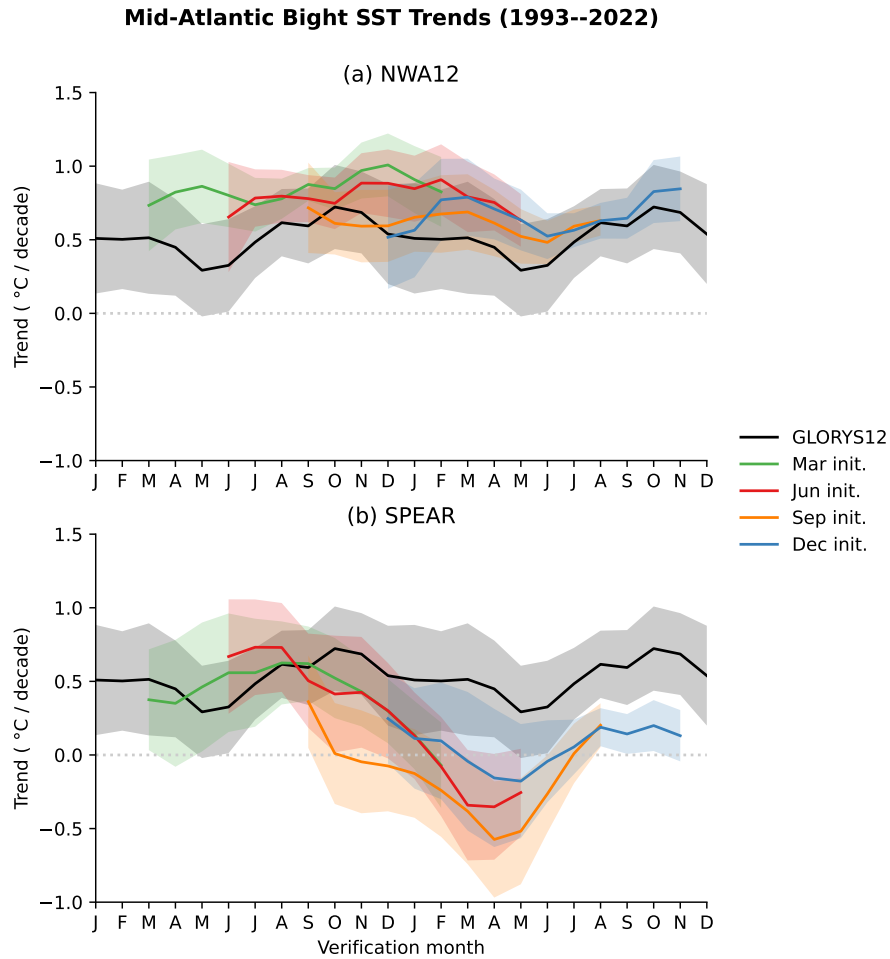 Mid-Atlantic Bight SST Trends (1993--2022)
(a) NWA12
1.5
1.0
0.5
0.0
−0.5
−1.0
Trend ( °C / decade)
J F M A M J J A S O N D J F M A M J J A S O N D
GLORYS12
Mar init.
Jun init.
Sep init.
Dec init.
(b) SPEAR
1.5
1.0
0.5
0.0
−0.5
−1.0
Trend ( °C / decade)
J F M A M J J A S O N D J F M A M J J A S O N D
Verification month